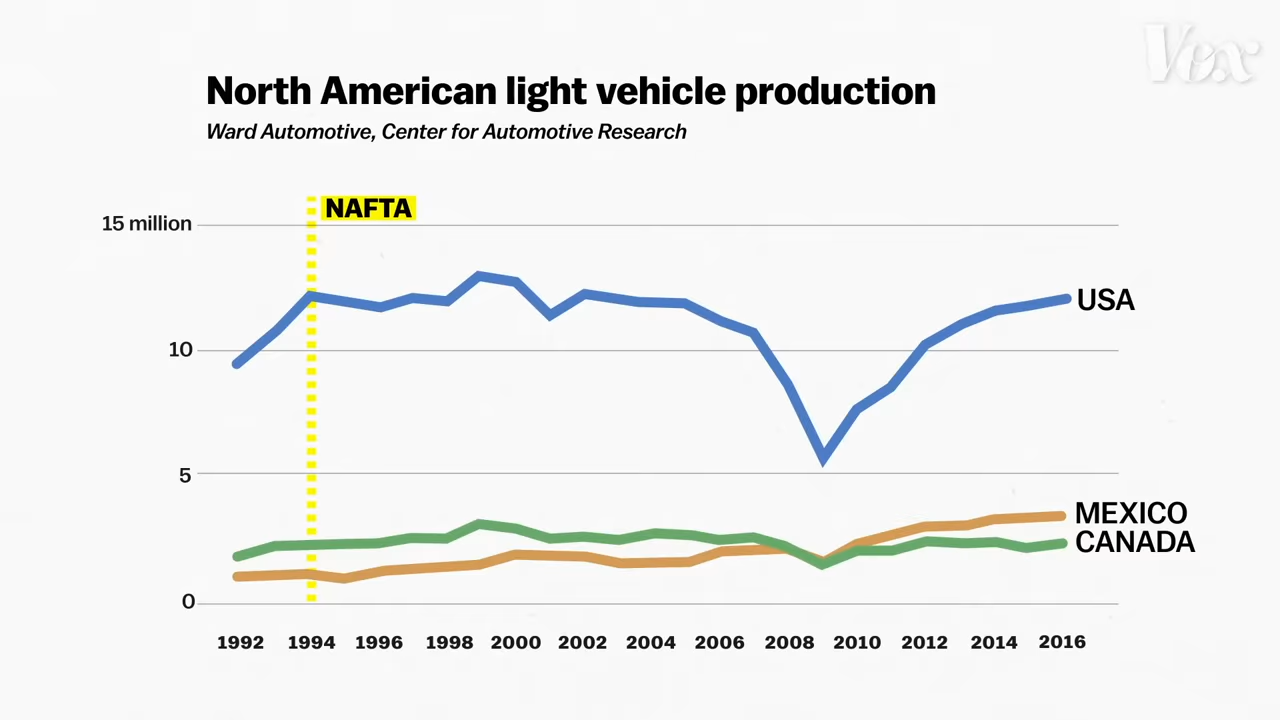 Vox
North American light vehicle production
Ward Automotive, Center for Automotive Research
NAFTA
15 million
USA
10
5
MEXICO
CANADA
0
1992 1994 1996 1998 2000 2002 2004 2006 2008 2010 2012 2014 2016